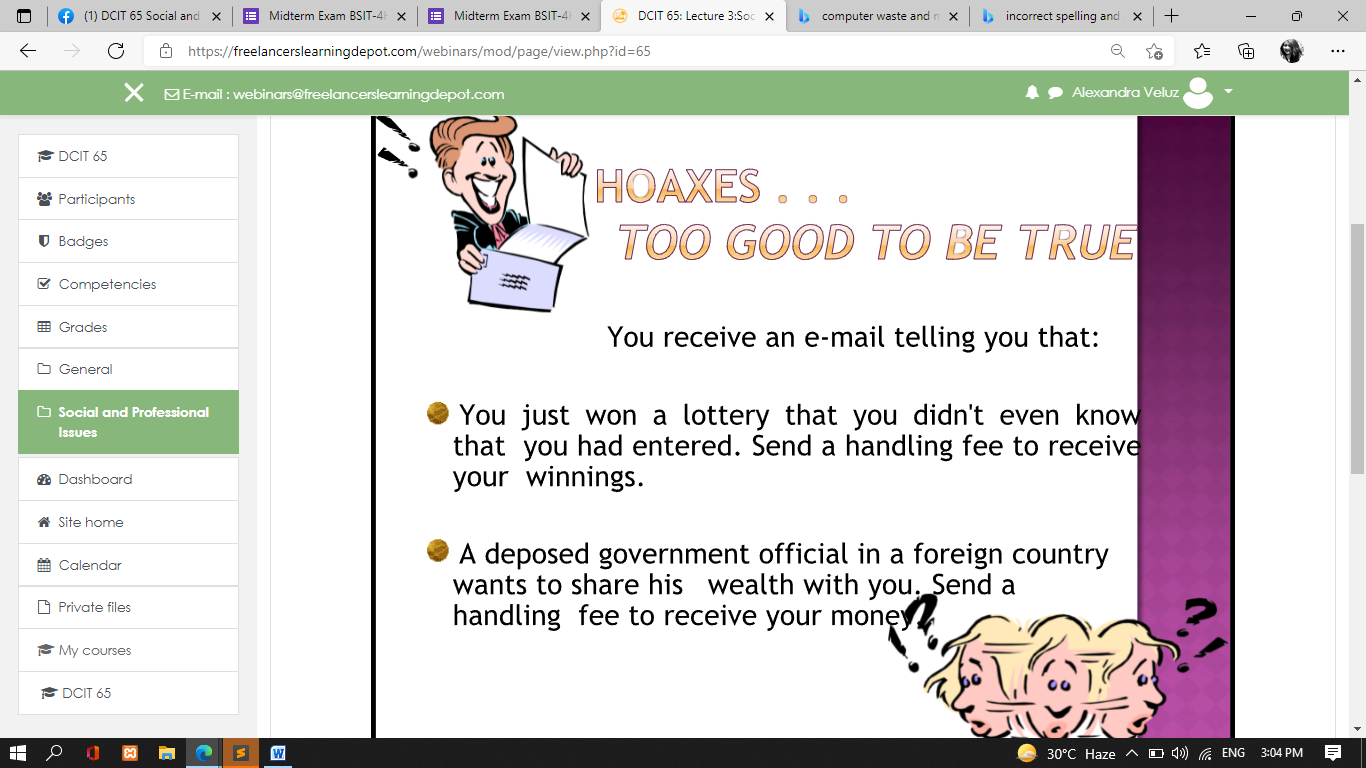 (1) DCIT 65 Social and
Midterm Exam BSIT-4
Midterm Exam BSIT-4
DCIT 65: Lecture 3:Soc
computer waste and
incorrect spelling and
https://freelancerslearningdepot.com/webinars/mod/page/view.php?id=65
E-mail : webinars@freelancerslearningdepot.com
Alexandra Veluz
DCIT 65
Participants
Badges
Competencies
Grades
General
Social and Professional
Issues
Dashboard
Site home
Calendar
Private files
My courses
DCIT 65
HOAXES . . .
TOO GOOD TO BE TRUE
You receive an e-mail telling you that:
You just won a lottery that you didn't even know
that you had entered. Send a handling fee to receive
your winnings.
A deposed government official in a foreign country
wants to share his wealth with you. Send a
handling fee to receive your money
30°C Haze
ENG
3:04 PM